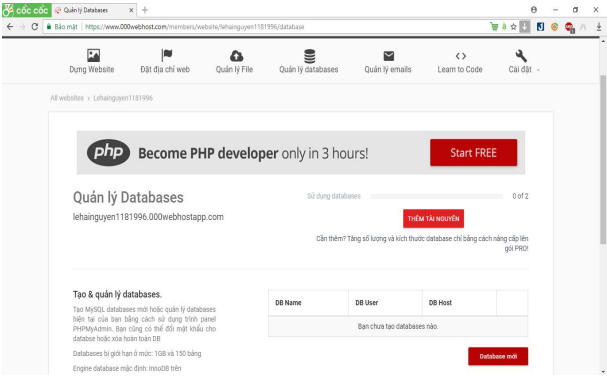 cốc cốc Quản lý Databases
Bảo mật | https://www.000webhost.com/members/website/lehainguyen1181996/database
Dựng Website Đặt địa chỉ web Quản lý File Quản lý databases Quản lý emails Learn to Code Cài đặt
All websites › Lehainguyen1181996
php Become PHP developer only in 3 hours! Start FREE
Quản lý Databases
Sử dụng databases 0 of 2
lehainguyen1181996.000webhostapp.com
THÊM TÀI NGUYÊN
Cần thêm? Tăng số lượng và kích thước database chỉ bằng cách nâng cấp lên
gói PRO!
Tạo & quản lý databases.
Tạo MySQL databases mới hoặc quản lý databases
hiện tại của bạn bằng cách sử dụng trình panel
PHPMyAdmin. Bạn cũng có thể đổi mật khẩu cho
databse hoặc xóa hoàn toàn DB
Databases bị giới hạn ở mức: 1GB và 150 bảng
Engine database mặc định: InnoDB trên
DB Name DB User DB Host
Bạn chưa tạo databases nào.
Database mới